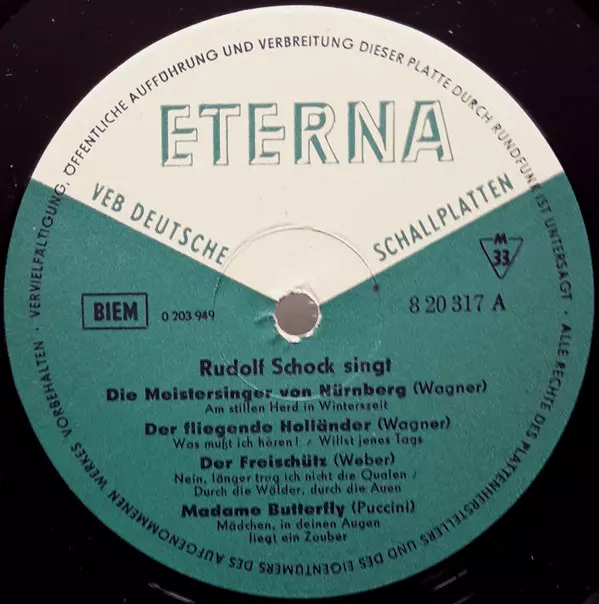 ALLE RECHTE DES PLATTENHERSTELLERS UND DES EIGENTÜMERS DES AUFGENOMMENEN WERKES VORBEHALTEN · VERVIELFÄLTIGUNG, ÖFFENTLICHE AUFFÜHRUNG UND VERBREITUNG DIESER PLATTE DURCH RUNDFUNK IST UNTERSAGT ·
ETERNA
VEB DEUTSCHE SCHALLPLATTEN
M
33
BIEM
0 203 949
8 20 317 A
Rudolf Schock singt
Die Meistersinger von Nürnberg (Wagner)
Am stillen Herd in Winterszeit
Der fliegende Holländer (Wagner)
Was mußt ich hören! / Willst jenes Tags
Der Freischütz (Weber)
Nein, länger trag ich nicht die Qualen /
Durch die Wälder, durch die Auen
Madame Butterfly (Puccini)
Mädchen, in deinen Augen
liegt ein Zauber